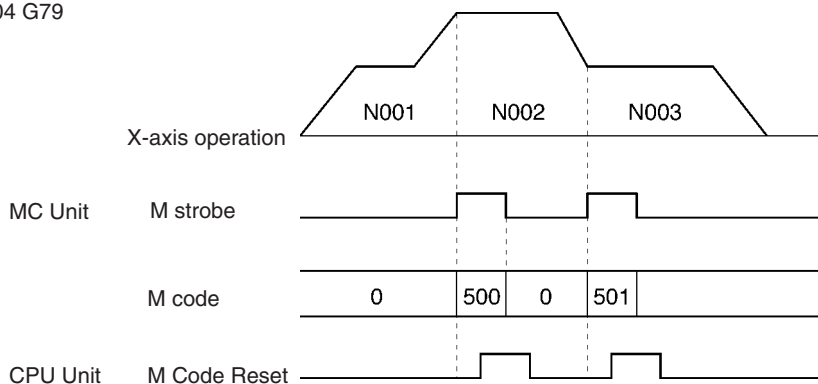 04 G79
N001 N002 N003
X-axis operation
MC Unit M strobe
M code 0 500 0 501
CPU Unit M Code Reset